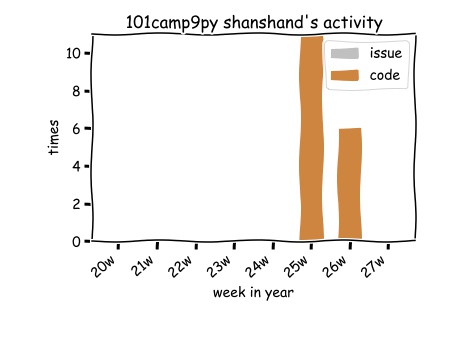 101camp9py shanshand's activity
10
8
6
4
2
0
times
issue
code
20w 21w 22w 23w 24w 25w 26w 27w
week in year